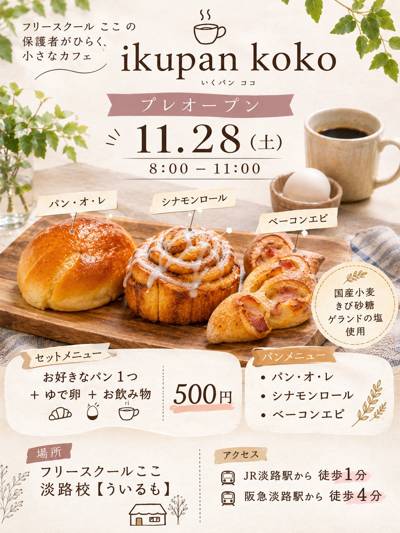 フリースクール ここ の
保護者がひらく、
小さなカフェ
ikupan koko
いくパン ココ
プレオープン
11.28(土)
8:00 – 11:00
パン・オ・レ
シナモンロール
ベーコンエピ
国産小麦
きび砂糖
ゲランドの塩
使用
セットメニュー
お好きなパン 1つ
+ ゆで卵 + お飲み物
500円
パンメニュー
• パン・オ・レ
• シナモンロール
• ベーコンエピ
場所
フリースクールここ
淡路校【ういるも】
アクセス
JR淡路駅から 徒歩1分
阪急淡路駅から 徒歩4分